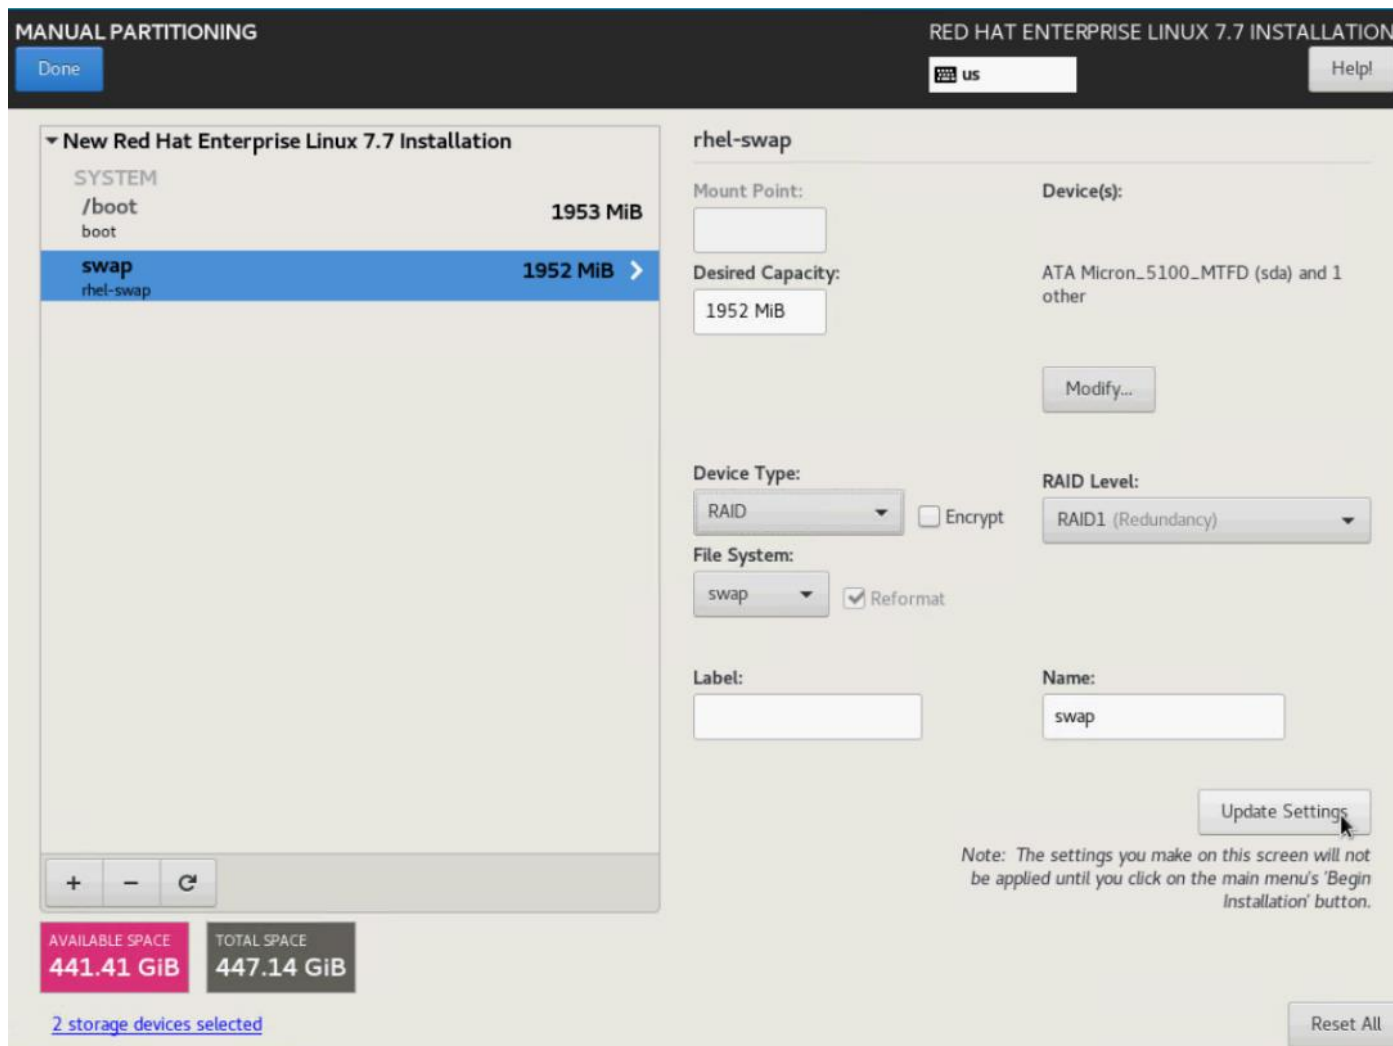 MANUAL PARTITIONING
RED HAT ENTERPRISE LINUX 7.7 INSTALLATION
Done
us
Help!
New Red Hat Enterprise Linux 7.7 Installation
SYSTEM
/boot
1953 MiB
boot
swap
1952 MiB
rhel-swap
rhel-swap
Mount Point:
Device(s):
Desired Capacity:
ATA Micron_5100_MTFD (sda) and 1
other
1952 MiB
Modify...
Device Type:
RAID Level:
RAID
Encrypt
RAID1 (Redundancy)
File System:
swap
Reformat
Label:
Name:
swap
Update Settings
Note: The settings you make on this screen will not
be applied until you click on the main menu's 'Begin
Installation' button.
AVAILABLE SPACE
441.41 GiB
TOTAL SPACE
447.14 GiB
2 storage devices selected
Reset All